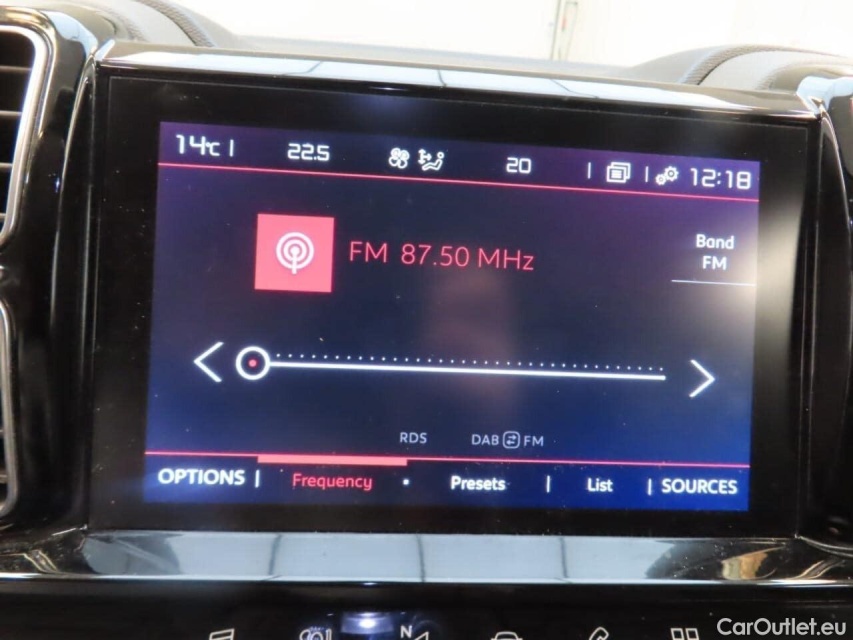 14°C | 22.5 20 | | 12:18
FM 87.50 MHz
Band
FM
RDS DAB FM
OPTIONS | Frequency • Presets | List | SOURCES
N
CarOutlet.eu